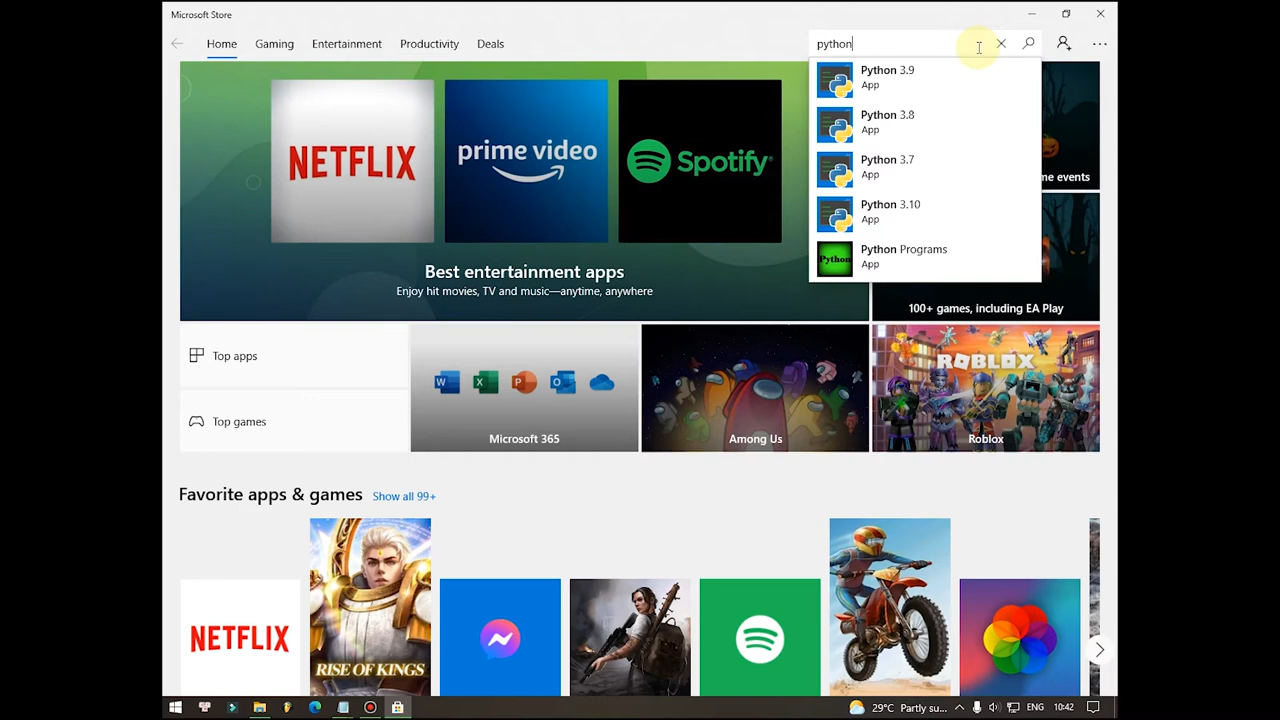 Microsoft Store
Home
Gaming
Entertainment
Productivity
Deals
python
Python 3.9
App
Python 3.8
App
Python 3.7
App
Python 3.10
App
Python
Python Programs
App
NETFLIX
prime video
Spotify
Best entertainment apps
Enjoy hit movies, TV and music—anytime, anywhere
me events
100+ games, including EA Play
Top apps
Top games
Microsoft 365
Among Us
ROBLOX
Roblox
Favorite apps & games
Show all 99+
NETFLIX
RISE OF KINGS
29°C Partly su...
ENG
10:42